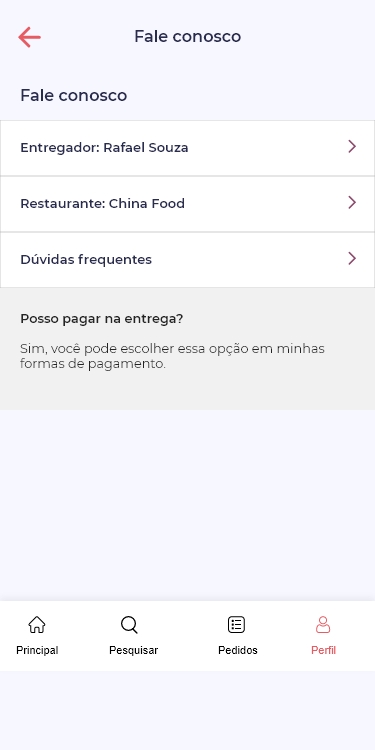 Fale conosco
Fale conosco
Entregador: Rafael Souza
Restaurante: China Food
Dúvidas frequentes
Posso pagar na entrega?
Sim, você pode escolher essa opção em minhas
formas de pagamento.
Principal
Pesquisar
Pedidos
Perfil